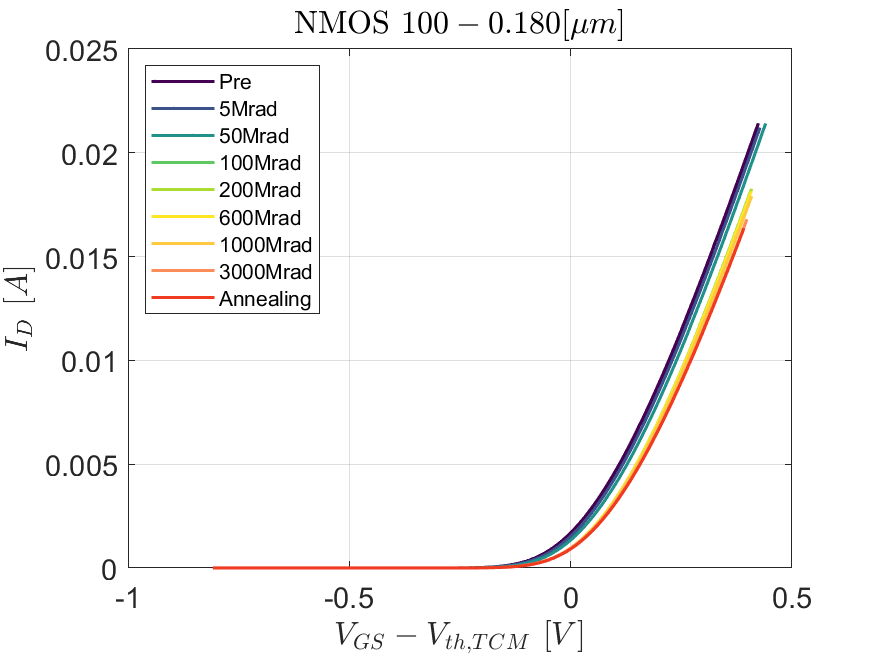 NMOS 100 − 0.180[μm]
0.025
0.02
0.015
0.01
0.005
0
I_D [A]
Pre
5Mrad
50Mrad
100Mrad
200Mrad
600Mrad
1000Mrad
3000Mrad
Annealing
-1
-0.5
0
0.5
V_GS − V_th,TCM [V]